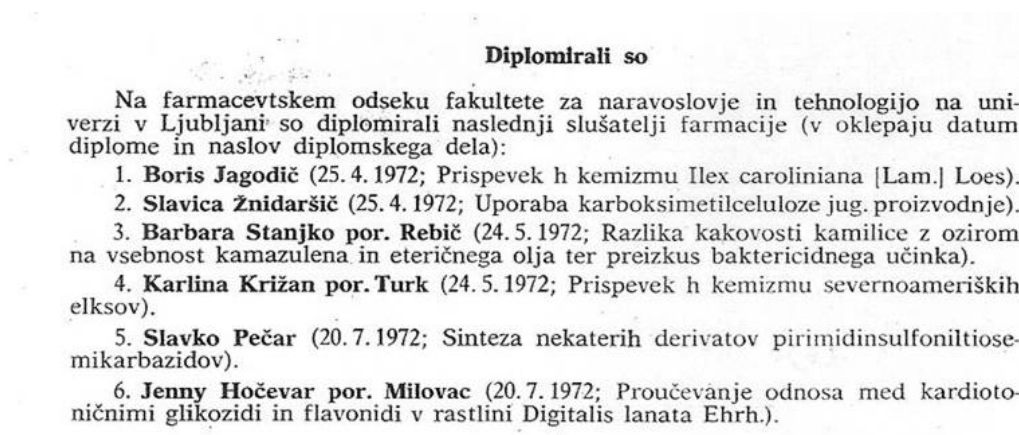 Diplomirali so
Na farmacevtskem odseku fakultete za naravoslovje in tehnologijo na uni-
verzi v Ljubljani so diplomirali naslednji slušatelji farmacije (v oklepaju datum
diplome in naslov diplomskega dela):
1. Boris Jagodič (25. 4. 1972; Prispevek h kemizmu Ilex caroliniana [Lam.] Loes).
2. Slavica Žnidaršič (25. 4. 1972; Uporaba karboksimetilceluloze jug. proizvodnje).
3. Barbara Stanjko por. Rebič (24. 5. 1972; Razlika kakovosti kamilice z ozirom
na vsebnost kamazulena in eteričnega olja ter preizkus baktericidnega učinka).
4. Karlina Križan por. Turk (24. 5. 1972; Prispevek h kemizmu severnoameriških
elksov).
5. Slavko Pečar (20. 7. 1972; Sinteza nekaterih derivatov pirimidinsulfoniltiose-
mikarbazidov).
6. Jenny Hočevar por. Milovac (20. 7. 1972; Proučevanje odnosa med kardioto-
ničnimi glikozidi in flavonidi v rastlini Digitalis lanata Ehrh.).